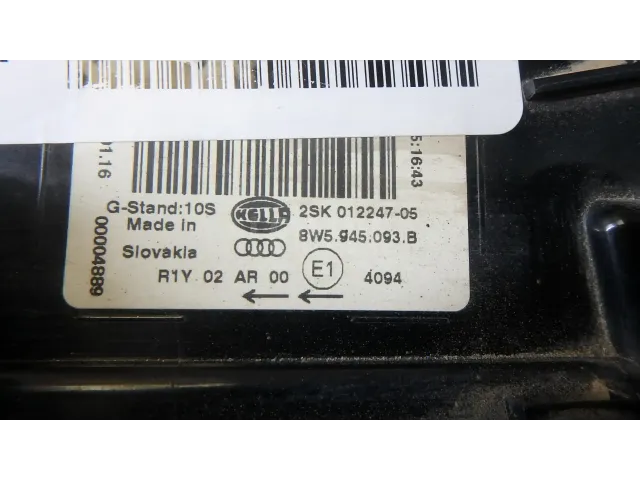 01.16
5:16:43
G-Stand:10S HELLA 2SK 012247-05
Made in
Slovakia 8W5.945.093.B
R1Y 02 AR 00 E1 4094
00004889